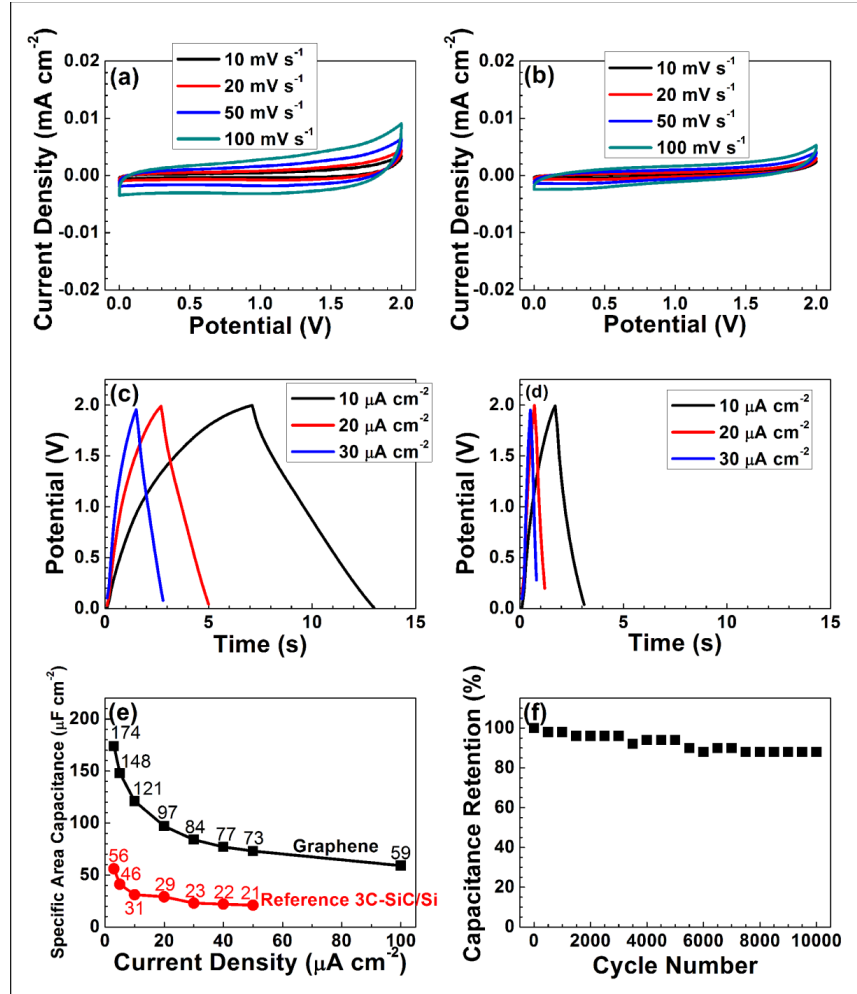 (a)
10 mV s⁻¹
20 mV s⁻¹
50 mV s⁻¹
100 mV s⁻¹
Current Density (mA cm⁻²)
0.02
0.01
0.00
-0.01
-0.02
0.0 0.5 1.0 1.5 2.0
Potential (V)
(b)
10 mV s⁻¹
20 mV s⁻¹
50 mV s⁻¹
100 mV s⁻¹
Current Density (mA cm⁻²)
0.02
0.01
0.00
-0.01
-0.02
0.0 0.5 1.0 1.5 2.0
Potential (V)
(c)
10 μA cm⁻²
20 μA cm⁻²
30 μA cm⁻²
Potential (V)
2.0
1.5
1.0
0.5
0.0
0 5 10 15
Time (s)
(d)
10 μA cm⁻²
20 μA cm⁻²
30 μA cm⁻²
Potential (V)
2.0
1.5
1.0
0.5
0.0
0 5 10 15
Time (s)
(e)
Specific Area Capacitance (μF cm⁻²)
200
150
100
50
0
174
148
121
97
84
77
73
59
Graphene
56
46
31
29
23
22
21
Reference 3C-SiC/Si
0 20 40 60 80 100
Current Density (μA cm⁻²)
(f)
Capacitance Retention (%)
100
80
60
40
20
0
0 2000 4000 6000 8000 10000
Cycle Number